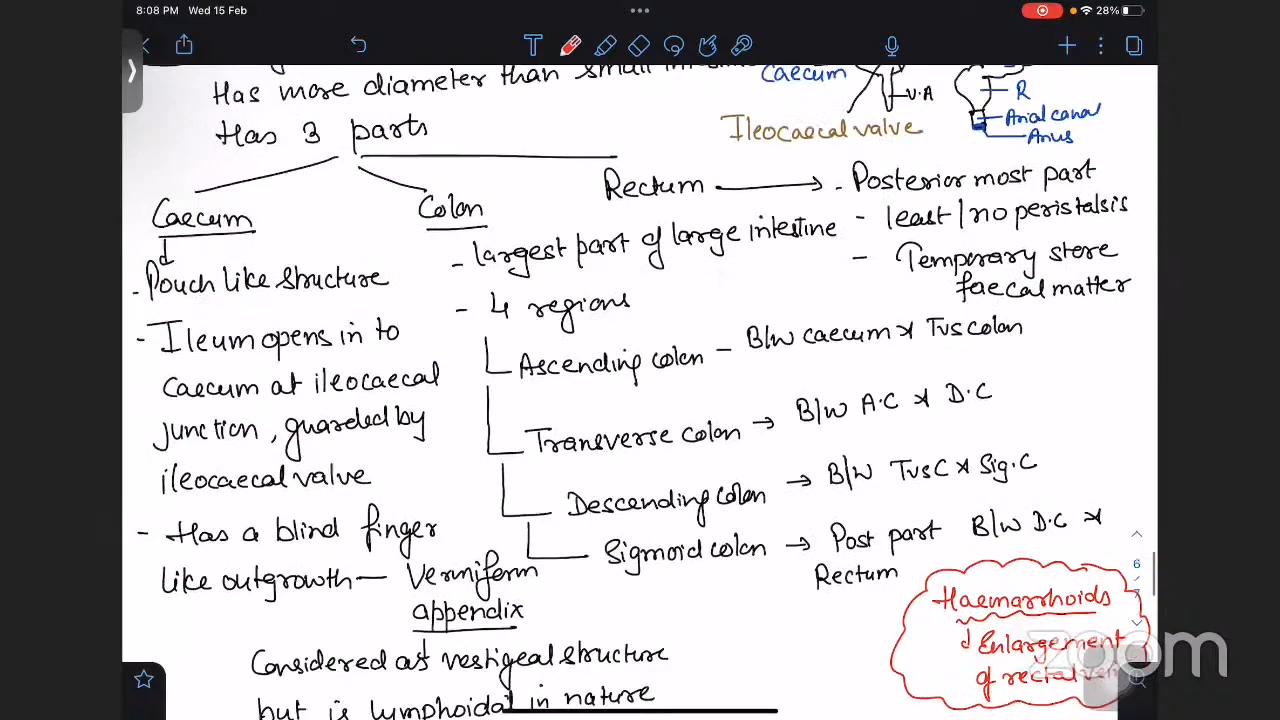 8:08 PM Wed 15 Feb
28%
Has more diameter than small
Caecum
V.A
R
Anal canal
Anus
Ileocaecal valve
Has 3 parts
Caecum
- Pouch like structure
- Ileum opens in to
Caecum at ileocaecal
junction, guarded by
ileocaecal valve
- Has a blind finger
like outgrowth — Vermiform
appendix
Considered as vestigeal structure
but is lymphoidal in nature
Colon
- largest part of large intestine
- 4 regions
Ascending colon - B/w caecum & Tvs colon
Transverse colon → B/w A.C & D.C
Descending colon → B/w Tvs C & Sig.C
Sigmoid colon → Post part B/w D.C &
Rectum
Rectum → - Posterior most part
- least/no peristalsis
- Temporary store
faecal matter
Haemarrhoids
Enlargement
of rectal vein
6
7
zoom